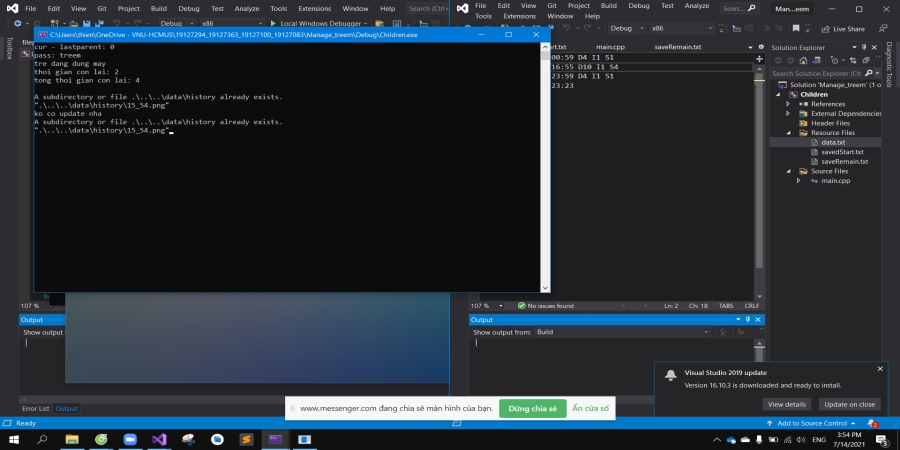 File Edit View Git Project Build Debug Test Analyze Tools Extensions Window Help Search (Ctrl+
Debug x86 Local Windows Debugger
C:\Users\thien\OneDrive - VNU-HCMUS\19127294_19127363_19127100_19127083\Manage_treem\Debug\Children.exe
cur - lastparent: 0
pass: treem
tre dang dung may
thoi gian con lai: 2
tong thoi gian con lai: 4
A subdirectory or file .\..\..\data\history already exists.
".\..\..\data\history\15_54.png"
ko co update nha
A subdirectory or file .\..\..\data\history already exists.
".\..\..\data\history\15_54.png"
Toolbox
107 %
Output
Show output
Error List Output
File Edit View Git Project Build Debug Test Analyze
Tools Extensions Window Help
Searc... Man...eem
Debug x86 Live Share
xt.txt main.cpp saveRemain.txt
00:59 D4 I1 S1
16:55 D10 I1 S4
23:59 D4 I1 S1
23:23
107 % No issues found Ln: 2 Ch: 18 TABS CRLF
Output
Show output from: Build
Solution Explorer
Search Solution Explorer (Ctr
Solution 'Manage_treem' (1 o
Children
References
External Dependencies
Header Files
Resource Files
data.txt
savedStart.txt
saveRemain.txt
Source Files
main.cpp
Diagnostic Tools
Visual Studio 2019 update
Version 16.10.3 is downloaded and ready to install.
View details Update on close
www.messenger.com đang chia sẻ màn hình của bạn. Dừng chia sẻ Ẩn cửa sổ
Ready
Add to Source Control 2
ENG
3:54 PM
7/14/2021
3